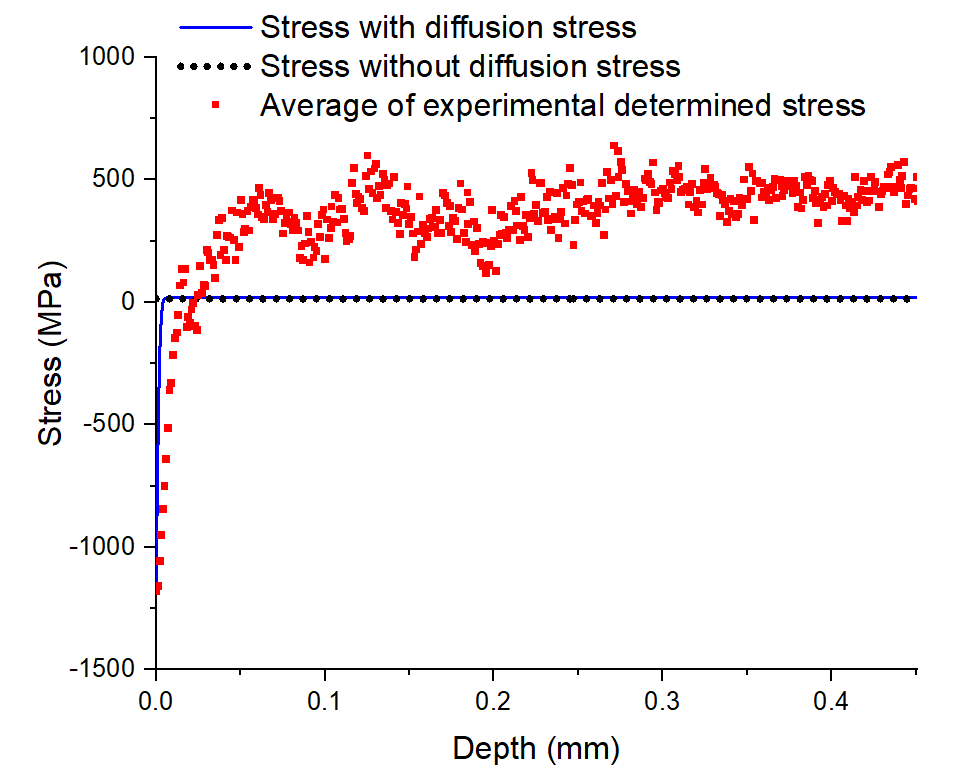 Stress with diffusion stress
Stress without diffusion stress
Average of experimental determined stress
1000
500
0
-500
-1000
-1500
Stress (MPa)
0.0 0.1 0.2 0.3 0.4
Depth (mm)